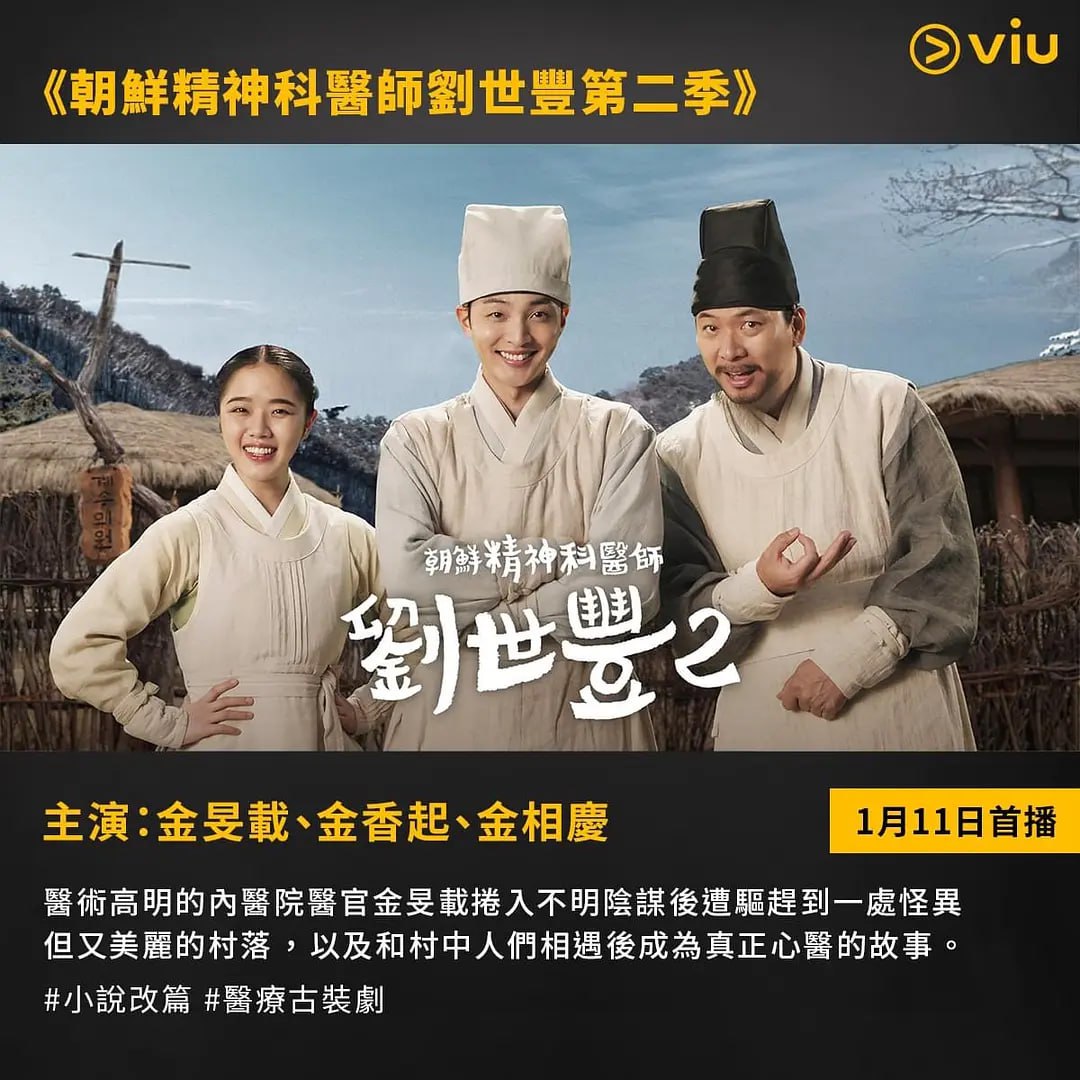 viu
《朝鮮精神科醫師劉世豐第二季》
계수의원
朝鮮精神科醫師
劉世豐2
主演：金旻載、金香起、金相慶
1月11日首播
醫術高明的內醫院醫官金旻載捲入不明陰謀後遭驅趕到一處怪異
但又美麗的村落，以及和村中人們相遇後成為真正心醫的故事。
#小說改篇 #醫療古裝劇